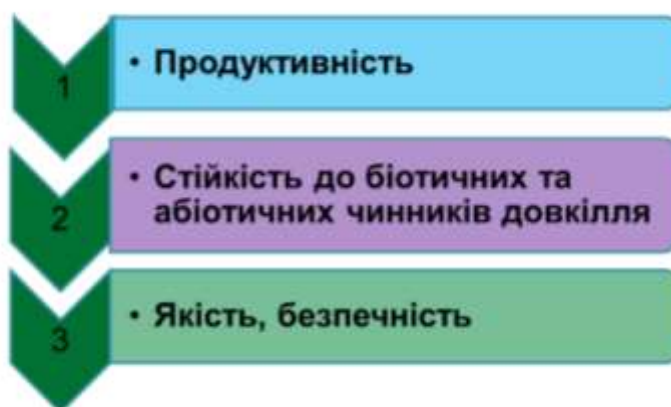 1
• Продуктивність
2
• Стійкість до біотичних та
абіотичних чинників довкілля
3
• Якість, безпечність